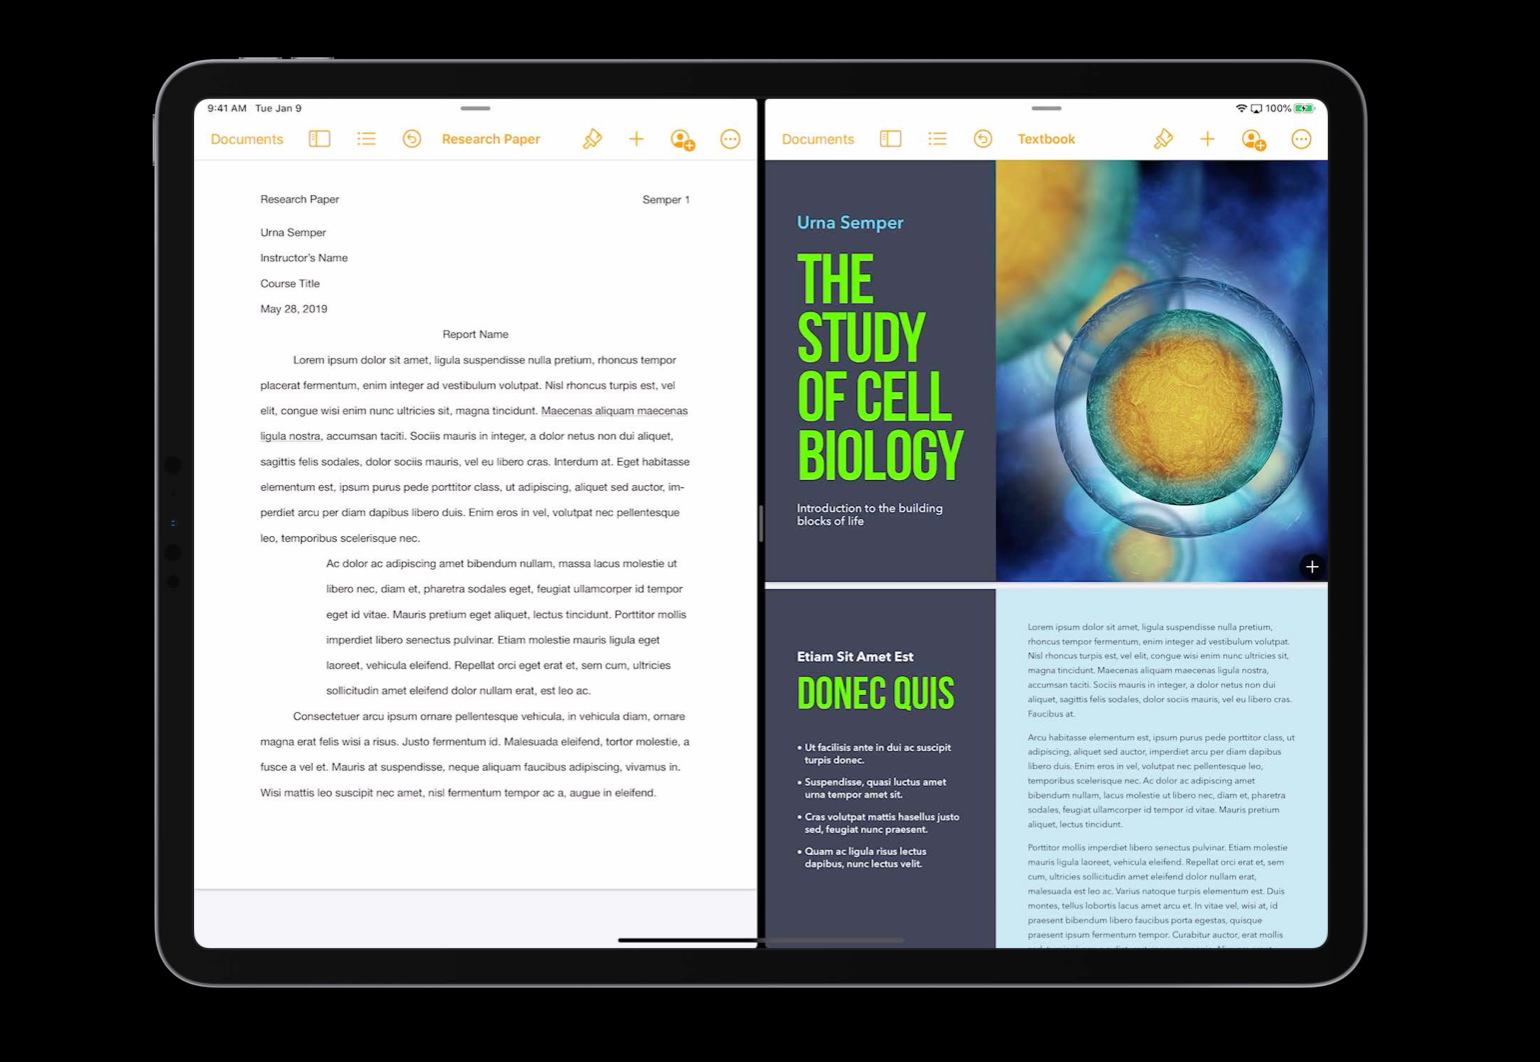 9:41 AM Tue Jan 9
Documents Research Paper
Research Paper Semper 1
Urna Semper
Instructor's Name
Course Title
May 28, 2019
Report Name
Lorem ipsum dolor sit amet, ligula suspendisse nulla pretium, rhoncus tempor
placerat fermentum, enim integer ad vestibulum volutpat. Nisl rhoncus turpis est, vel
elit, congue wisi enim nunc ultricies sit, magna tincidunt. Maecenas aliquam maecenas
ligula nostra, accumsan taciti. Sociis mauris in integer, a dolor netus non dui aliquet,
sagittis felis sodales, dolor sociis mauris, vel eu libero cras. Interdum at. Eget habitasse
elementum est, ipsum purus pede porttitor class, ut adipiscing, aliquet sed auctor, im-
perdiet arcu per diam dapibus libero duis. Enim eros in vel, volutpat nec pellentesque
leo, temporibus scelerisque nec.
Ac dolor ac adipiscing amet bibendum nullam, massa lacus molestie ut
libero nec, diam et, pharetra sodales eget, feugiat ullamcorper id tempor
eget id vitae. Mauris pretium eget aliquet, lectus tincidunt. Porttitor mollis
imperdiet libero senectus pulvinar. Etiam molestie mauris ligula eget
laoreet, vehicula eleifend. Repellat orci eget erat et, sem cum, ultricies
sollicitudin amet eleifend dolor nullam erat, est leo ac.
Consectetuer arcu ipsum ornare pellentesque vehicula, in vehicula diam, ornare
magna erat felis wisi a risus. Justo fermentum id. Malesuada eleifend, tortor molestie, a
fusce a vel et. Mauris at suspendisse, neque aliquam faucibus adipiscing, vivamus in.
Wisi mattis leo suscipit nec amet, nisl fermentum tempor ac a, augue in eleifend.
100%
Documents Textbook
Urna Semper
THE
STUDY
OF CELL
BIOLOGY
Introduction to the building
blocks of life
Etiam Sit Amet Est
DONEC QUIS
• Ut facilisis ante in dui ac suscipit
turpis donec.
• Suspendisse, quasi luctus amet
urna tempor amet sit.
• Cras volutpat mattis hasellus justo
sed, feugiat nunc praesent.
• Quam ac ligula risus lectus
dapibus, nunc lectus velit.
Lorem ipsum dolor sit amet, ligula suspendisse nulla pretium,
rhoncus tempor fermentum, enim integer ad vestibulum volutpat.
Nisl rhoncus turpis est, vel elit, congue wisi enim nunc ultricies sit,
magna tincidunt. Maecenas aliquam maecenas ligula nostra,
accumsan taciti. Sociis mauris in integer, a dolor netus non dui
aliquet, sagittis felis sodales, dolor sociis mauris, vel eu libero cras.
Faucibus at.
Arcu habitasse elementum est, ipsum purus pede porttitor class, ut
adipiscing, aliquet sed auctor, imperdiet arcu per diam dapibus
libero duis. Enim eros in vel, volutpat nec pellentesque leo,
temporibus scelerisque nec. Ac dolor ac adipiscing amet
bibendum nullam, lacus molestie ut libero nec, diam et, pharetra
sodales, feugiat ullamcorper id tempor id vitae. Mauris pretium
aliquet, lectus tincidunt.
Porttitor mollis imperdiet libero senectus pulvinar. Etiam molestie
mauris ligula laoreet, vehicula eleifend. Repellat orci erat et, sem
cum, ultricies sollicitudin amet eleifend dolor nullam erat,
malesuada est leo ac. Varius natoque turpis elementum est. Duis
montes, tellus lobortis lacus amet arcu et. In vitae vel, wisi at, id
praesent bibendum libero faucibus porta egestas, quisque
praesent ipsum fermentum tempor. Curabitur auctor, erat mollis